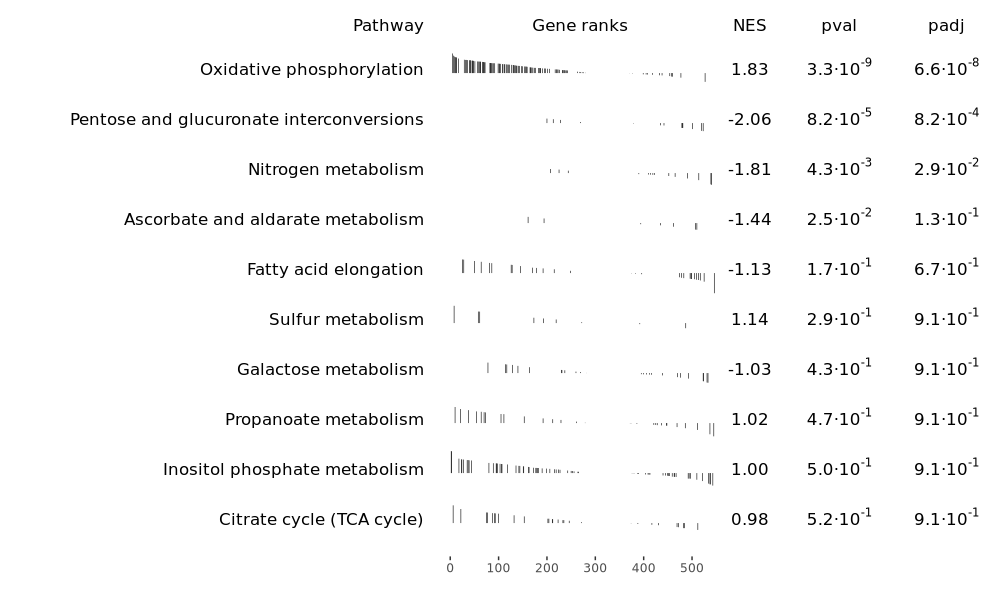 Pathway Gene ranks NES pval padj
Oxidative phosphorylation 1.83 3.3·10⁻⁹ 6.6·10⁻⁸
Pentose and glucuronate interconversions -2.06 8.2·10⁻⁵ 8.2·10⁻⁴
Nitrogen metabolism -1.81 4.3·10⁻³ 2.9·10⁻²
Ascorbate and aldarate metabolism -1.44 2.5·10⁻² 1.3·10⁻¹
Fatty acid elongation -1.13 1.7·10⁻¹ 6.7·10⁻¹
Sulfur metabolism 1.14 2.9·10⁻¹ 9.1·10⁻¹
Galactose metabolism -1.03 4.3·10⁻¹ 9.1·10⁻¹
Propanoate metabolism 1.02 4.7·10⁻¹ 9.1·10⁻¹
Inositol phosphate metabolism 1.00 5.0·10⁻¹ 9.1·10⁻¹
Citrate cycle (TCA cycle) 0.98 5.2·10⁻¹ 9.1·10⁻¹
0 100 200 300 400 500